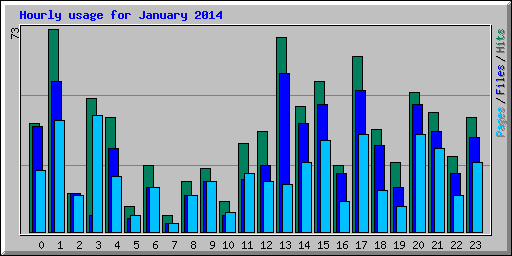 Hourly usage for January 2014
73
Pages / Files / Hits
0 1 2 3 4 5 6 7 8 9 10 11 12 13 14 15 16 17 18 19 20 21 22 23